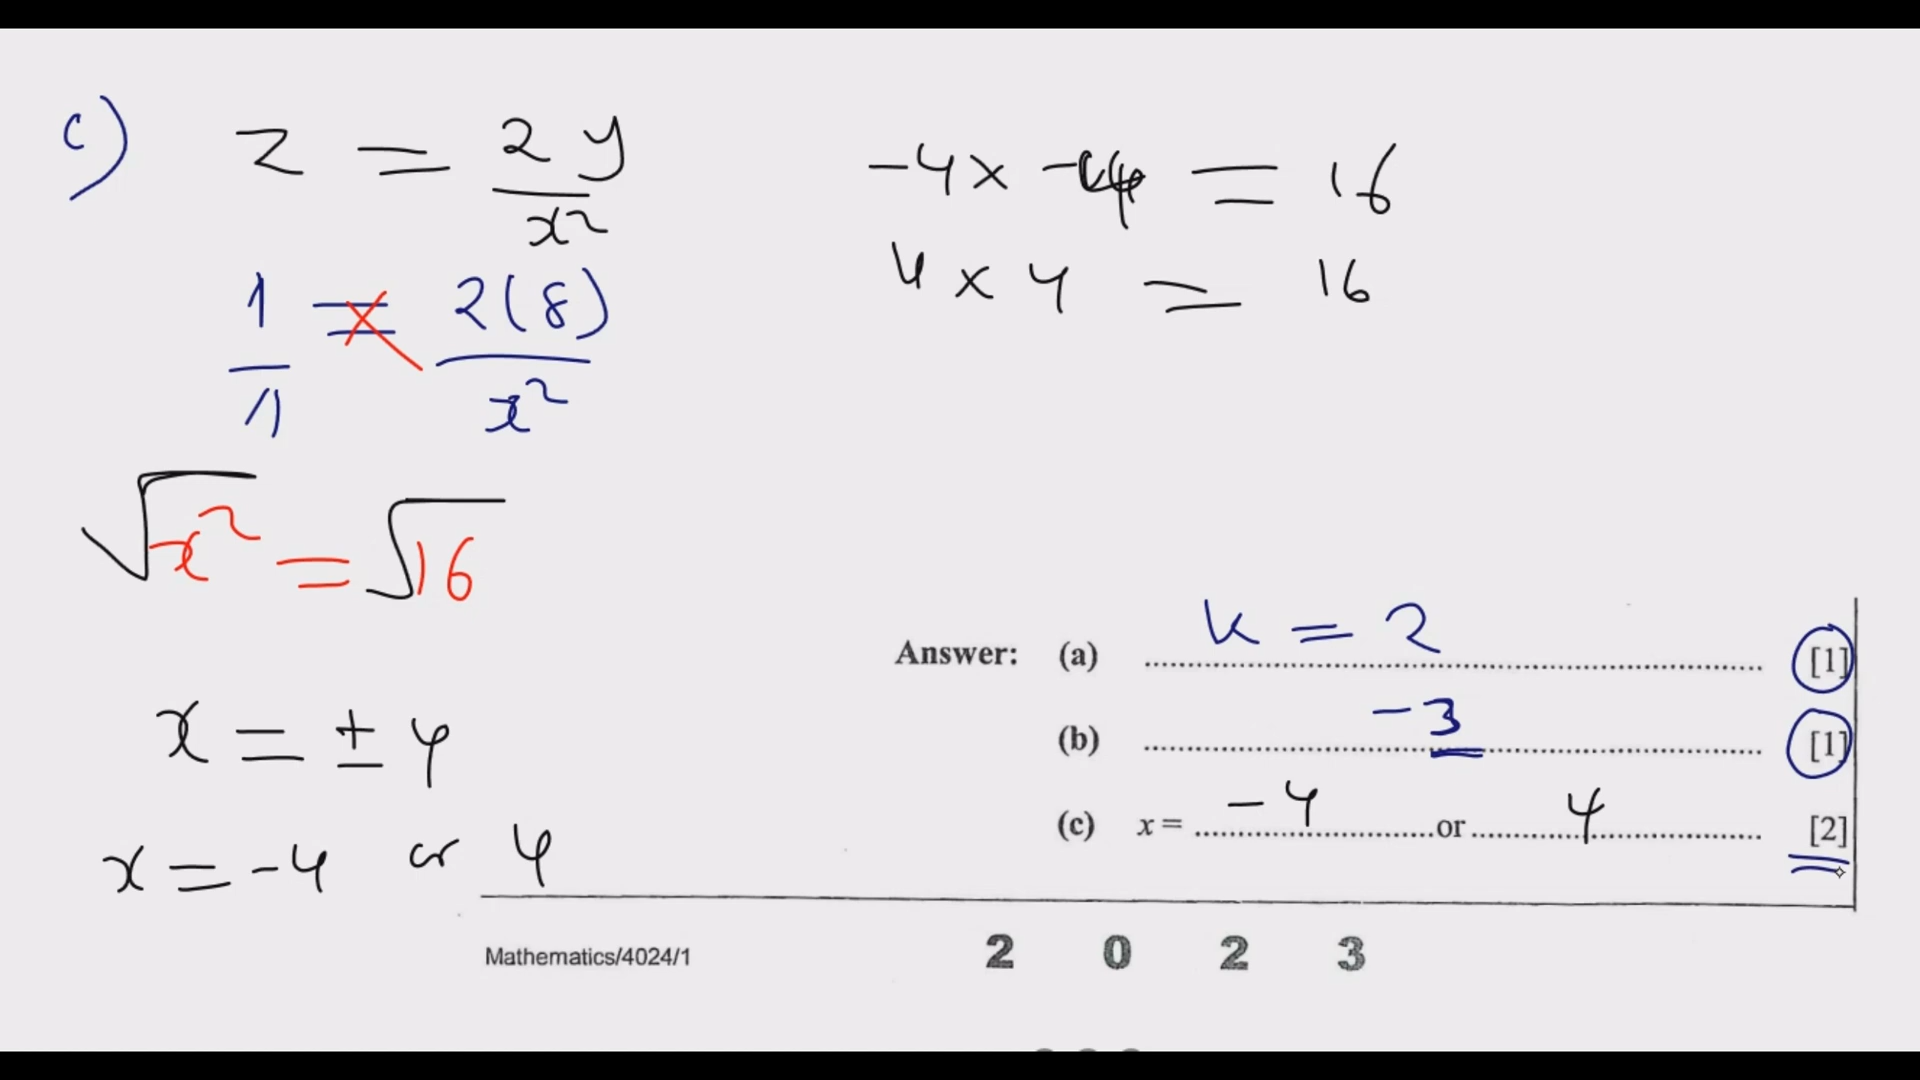 c) z = 2y / x²
1/1 = 2(8) / x²
√x² = √16
x = ± 4
x = -4 or 4
-4 x -4 = 16
4 x 4 = 16
Answer: (a) k = 2 [1]
(b) -3 [1]
(c) x = -4 or 4 [2]
Mathematics/4024/1
2 0 2 3